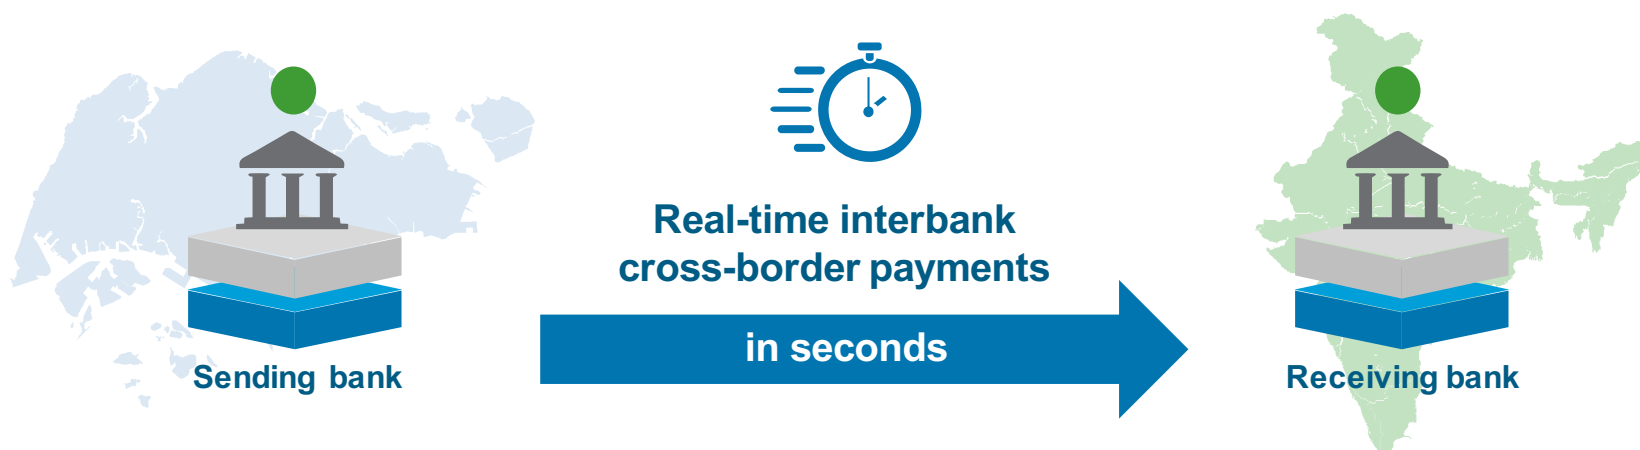 Real-time interbank
cross-border payments
in seconds
Sending bank
Receiving bank